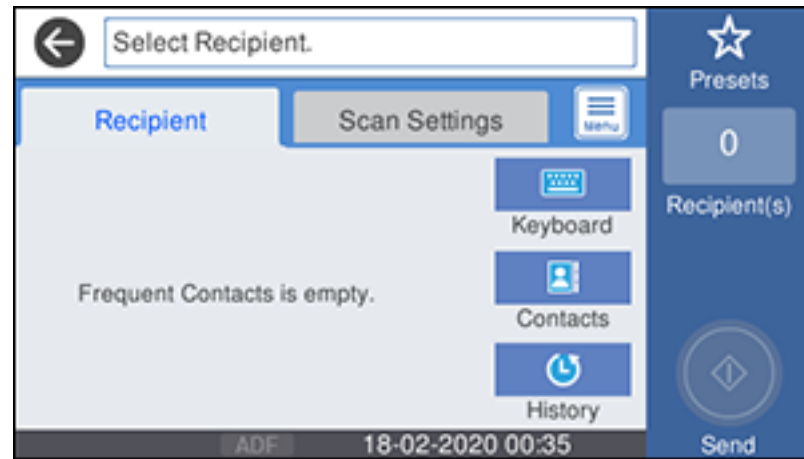 Select Recipient.
Presets
Recipient
Scan Settings
Menu
0
Recipient(s)
Keyboard
Frequent Contacts is empty.
Contacts
History
ADF
18-02-2020 00:35
Send